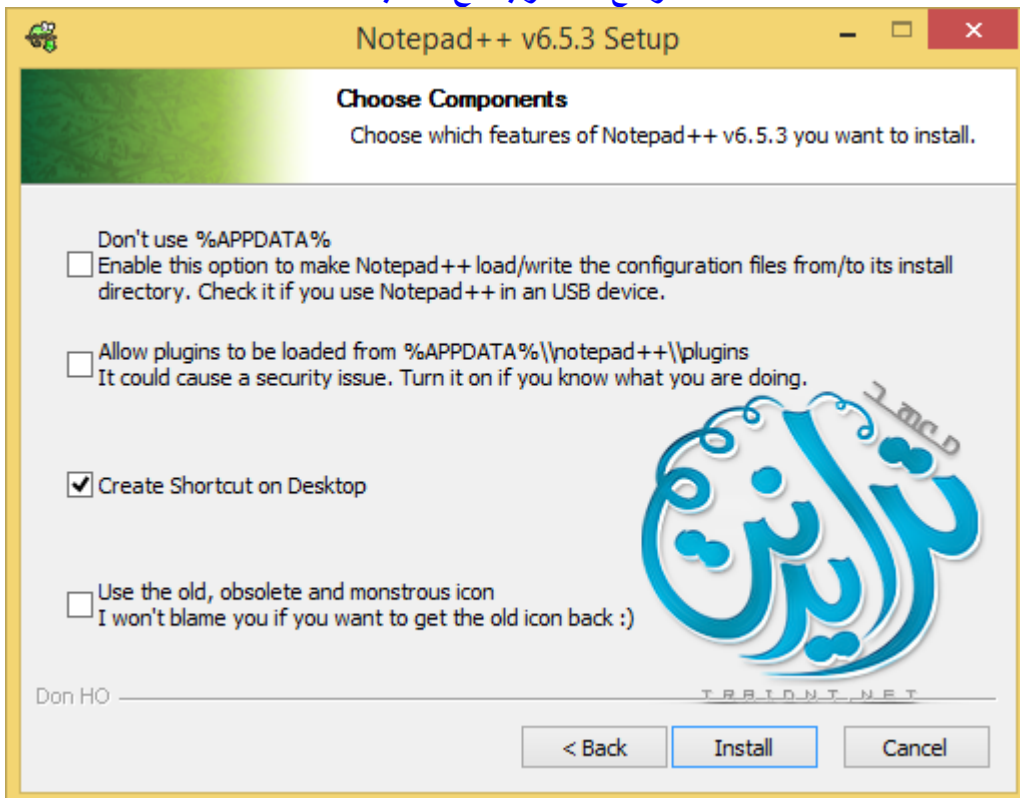 Notepad++ v6.5.3 Setup
Choose Components
Choose which features of Notepad++ v6.5.3 you want to install.
Don't use %APPDATA%
Enable this option to make Notepad++ load/write the configuration files from/to its install
directory. Check it if you use Notepad++ in an USB device.
Allow plugins to be loaded from %APPDATA%\\notepad++\\plugins
It could cause a security issue. Turn it on if you know what you are doing.
Create Shortcut on Desktop
Use the old, obsolete and monstrous icon
I won't blame you if you want to get the old icon back :)
ترايدنت
Don HO
TRAIDNT.NET
< Back
Install
Cancel